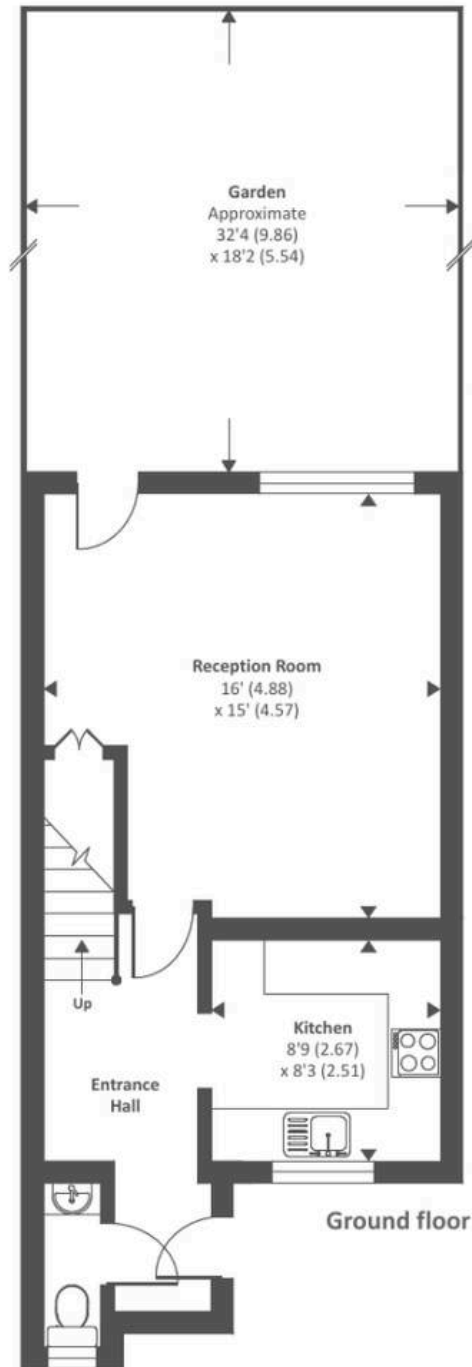 Garden
Approximate
32'4 (9.86)
x 18'2 (5.54)
Reception Room
16' (4.88)
x 15' (4.57)
Up
Kitchen
8'9 (2.67)
x 8'3 (2.51)
Entrance
Hall
Ground floor